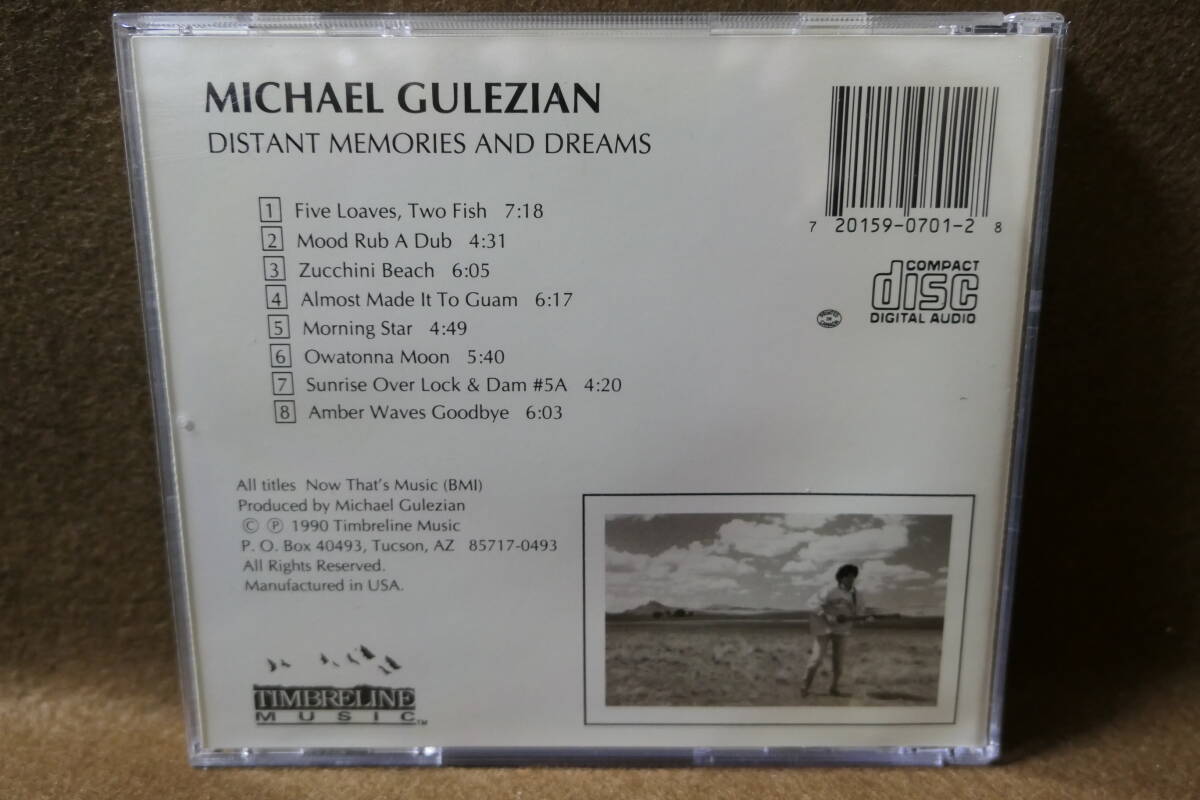 MICHAEL GULEZIAN
DISTANT MEMORIES AND DREAMS
1 Five Loaves, Two Fish 7:18
2 Mood Rub A Dub 4:31
3 Zucchini Beach 6:05
4 Almost Made It To Guam 6:17
5 Morning Star 4:49
6 Owatonna Moon 5:40
7 Sunrise Over Lock & Dam #5A 4:20
8 Amber Waves Goodbye 6:03
7 20159-0701-2 8
COMPACT
disc
DIGITAL AUDIO
All titles Now That's Music (BMI)
Produced by Michael Gulezian
© ℗ 1990 Timbreline Music
P. O. Box 40493, Tucson, AZ 85717-0493
All Rights Reserved.
Manufactured in USA.
TIMBRELINE
MUSIC™